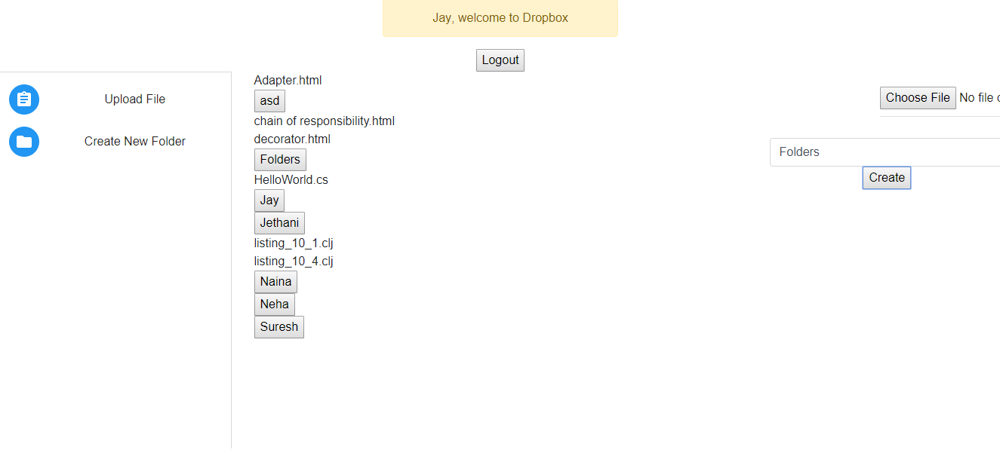 Jay, welcome to Dropbox
Logout
Upload File
Create New Folder
Adapter.html
asd
chain of responsibility.html
decorator.html
Folders
HelloWorld.cs
Jay
Jethani
listing_10_1.clj
listing_10_4.clj
Naina
Neha
Suresh
Choose File No file
Folders
Create